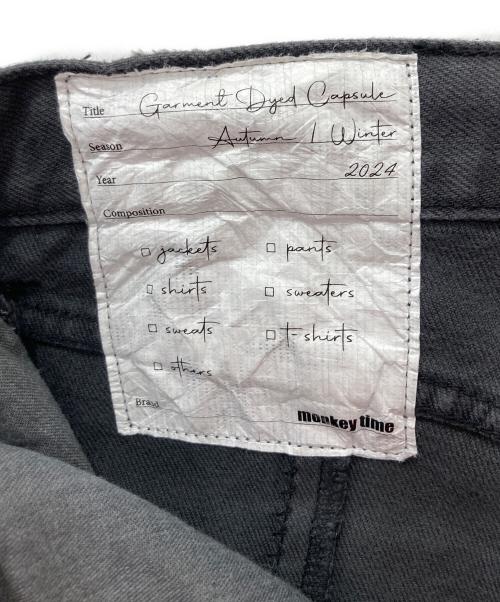 Title Garment Dyed Capsule
Season Autumn / Winter
Year 2024
Composition
□ jackets □ pants
□ shirts □ sweaters
□ sweats □ t-shirts
□ others
Brand
monkey time